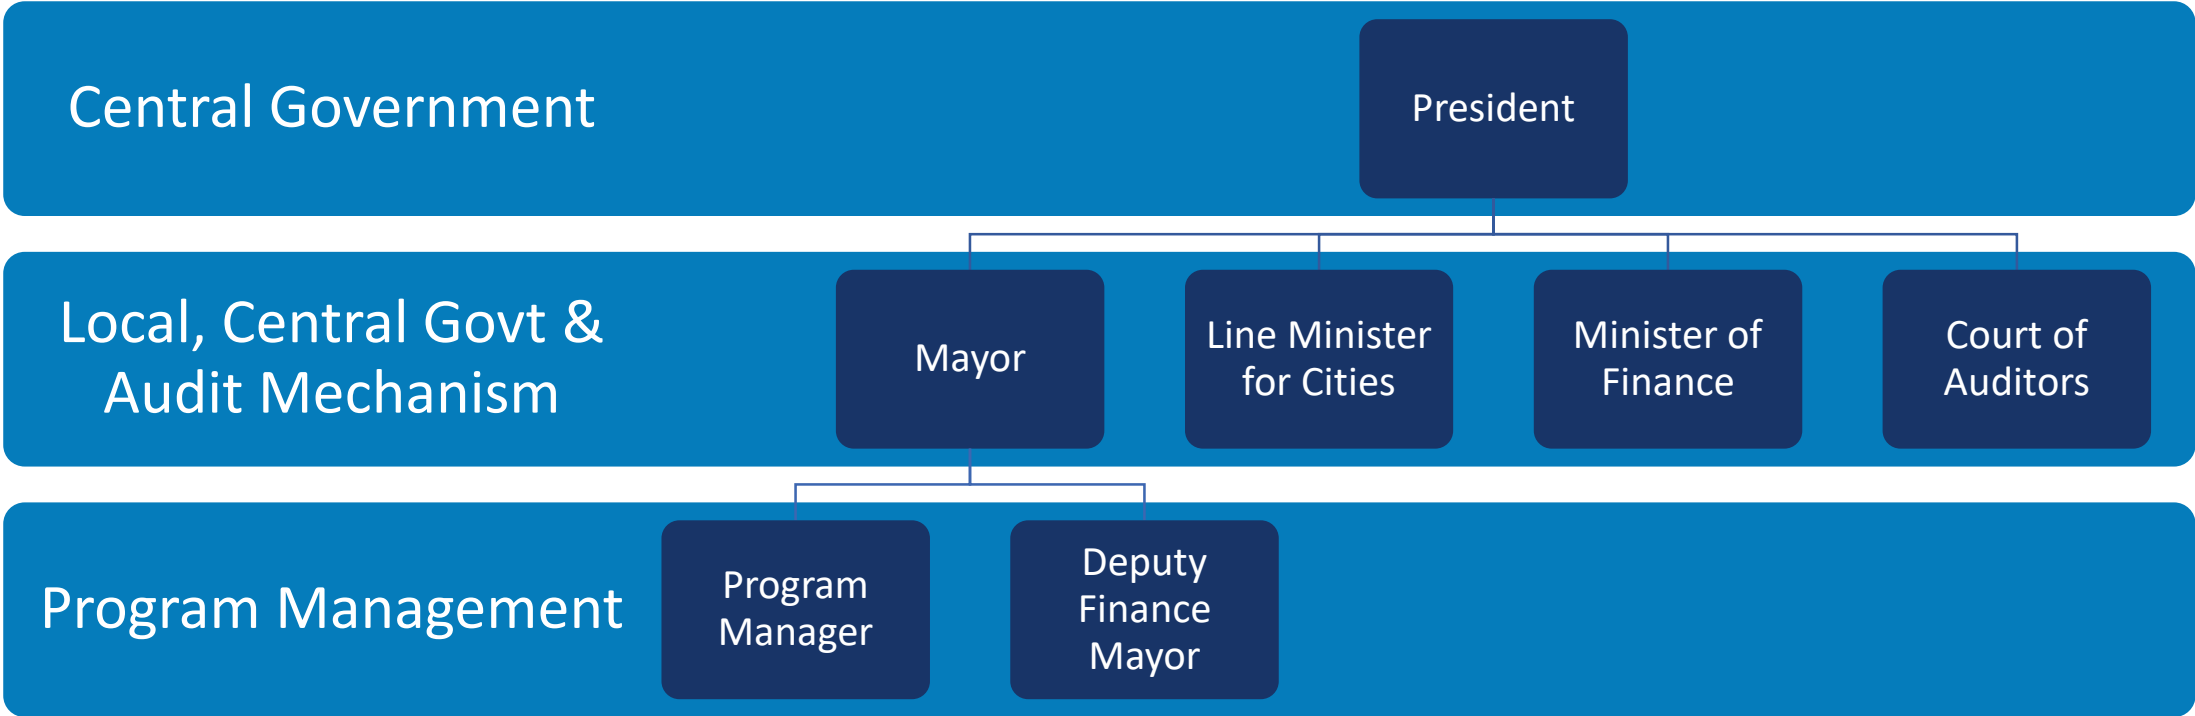 Central Government
President
Local, Central Govt &
Audit Mechanism
Mayor
Line Minister
for Cities
Minister of
Finance
Court of
Auditors
Program Management
Program
Manager
Deputy
Finance
Mayor